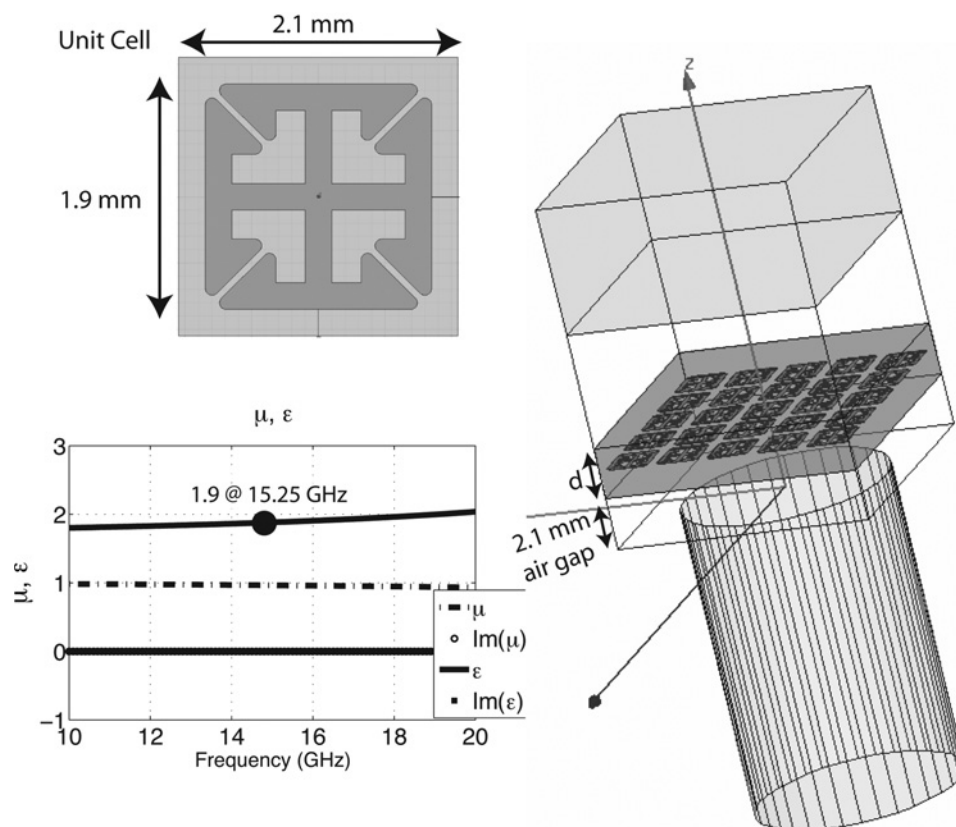 Unit Cell
2.1 mm
1.9 mm
z
d
2.1 mm
air gap
μ, ε
1.9 @ 15.25 GHz
μ, ε
3
2
1
0
−1
10
12
14
16
18
20
Frequency (GHz)
μ
Im(μ)
ε
Im(ε)